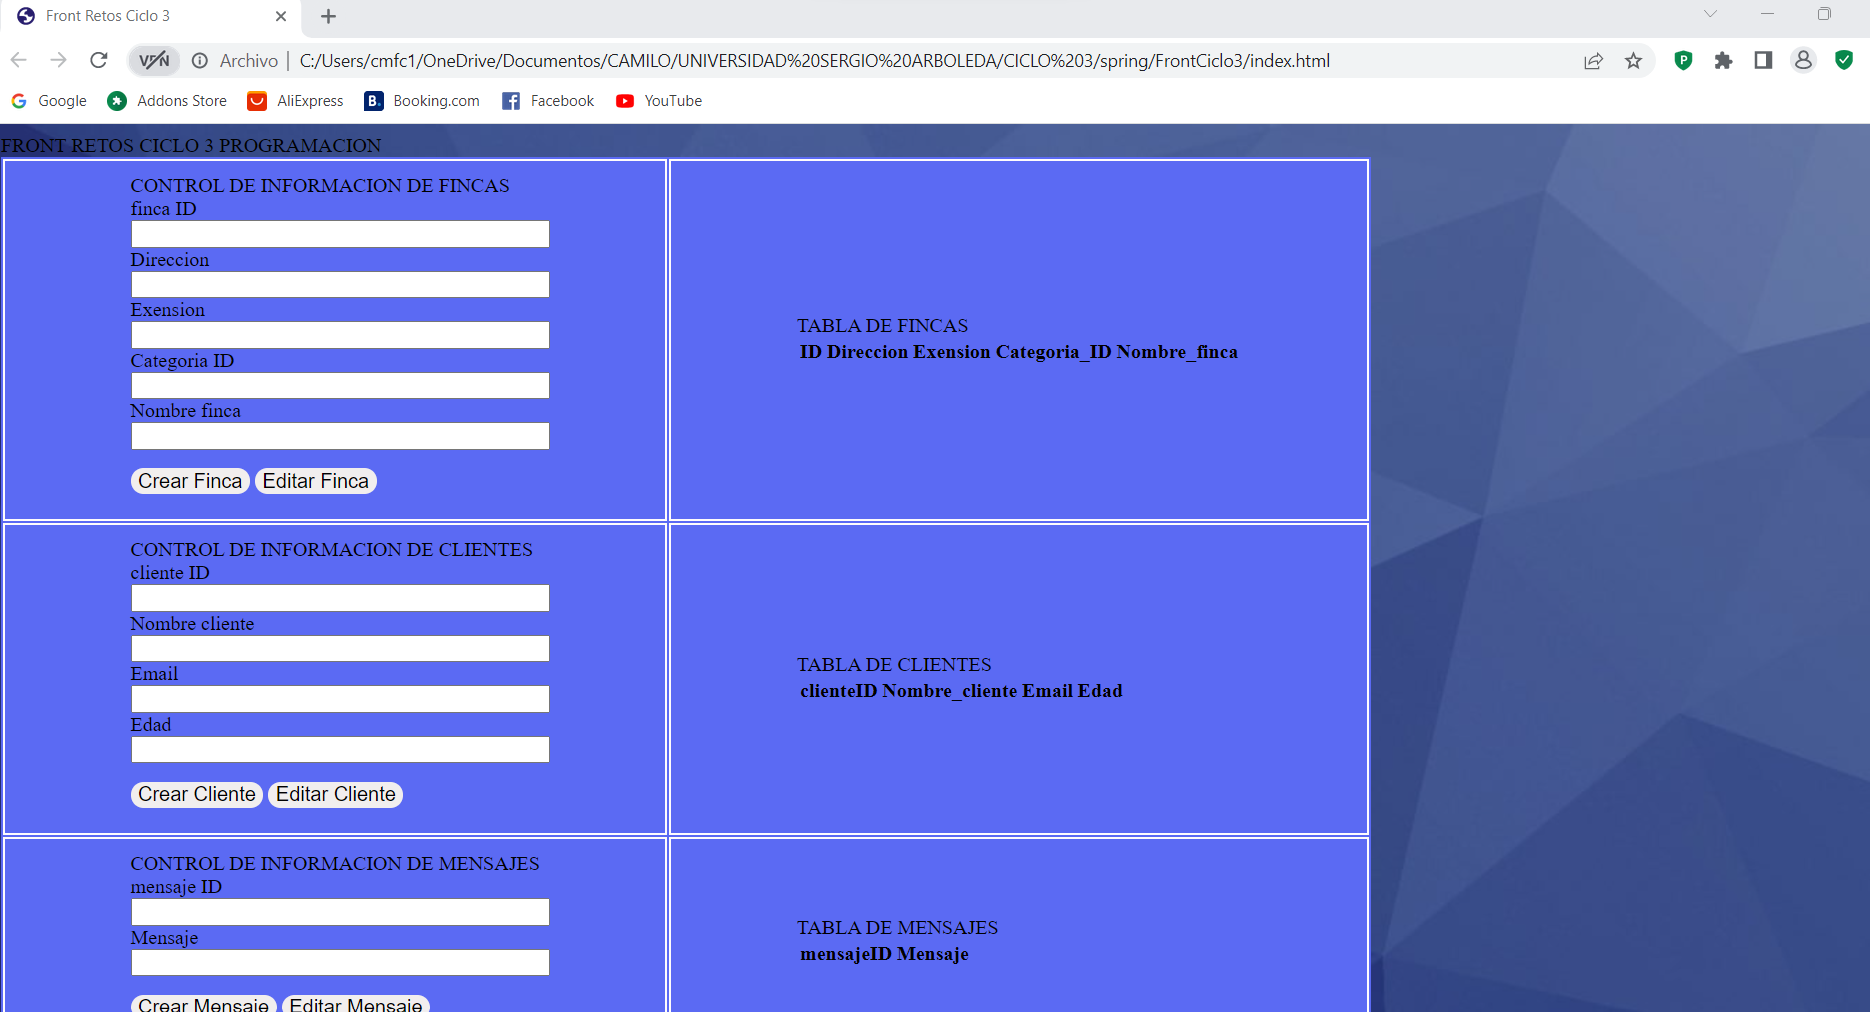 Front Retos Ciclo 3
VPN Archivo C:/Users/cmfc1/OneDrive/Documentos/CAMILO/UNIVERSIDAD%20SERGIO%20ARBOLEDA/CICLO%203/spring/FrontCiclo3/index.html
Google Addons Store AliExpress B. Booking.com Facebook YouTube
FRONT RETOS CICLO 3 PROGRAMACION
CONTROL DE INFORMACION DE FINCAS
finca ID
Direccion
Exension
Categoria ID
Nombre finca
Crear Finca Editar Finca
TABLA DE FINCAS
ID Direccion Exension Categoria_ID Nombre_finca
CONTROL DE INFORMACION DE CLIENTES
cliente ID
Nombre cliente
Email
Edad
Crear Cliente Editar Cliente
TABLA DE CLIENTES
clienteID Nombre_cliente Email Edad
CONTROL DE INFORMACION DE MENSAJES
mensaje ID
Mensaje
Crear Mensaje Editar Mensaje
TABLA DE MENSAJES
mensajeID Mensaje